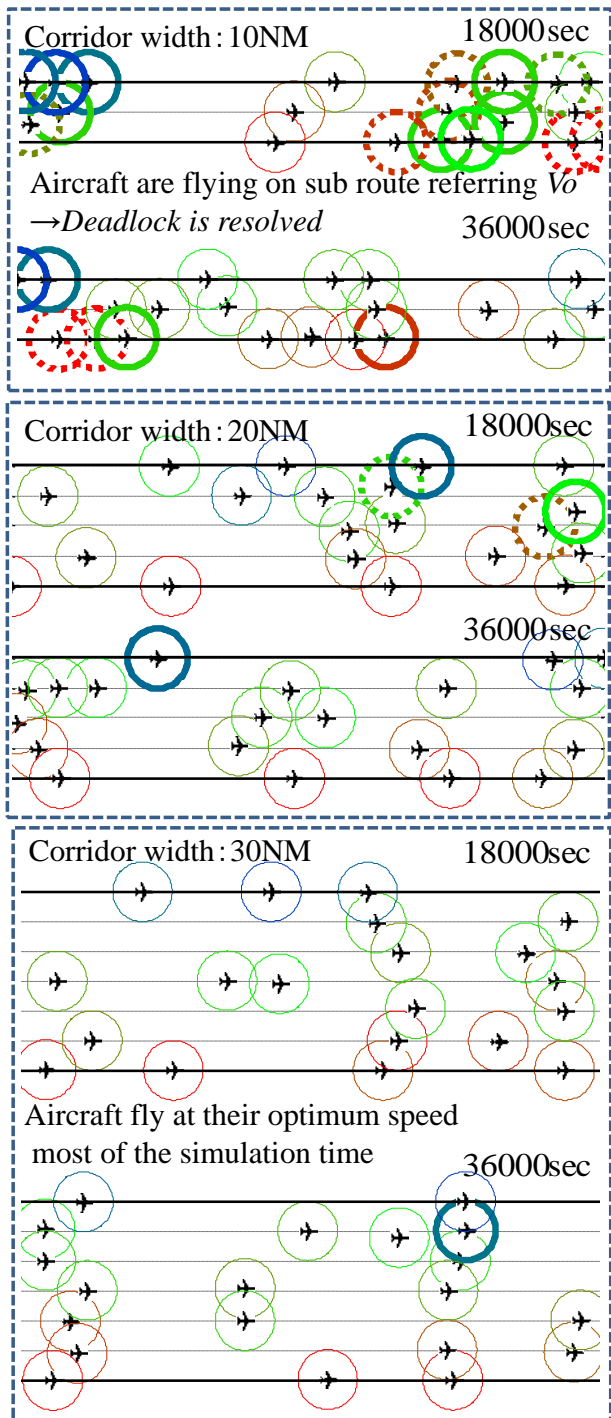 Corridor width : 10NM
18000sec
Aircraft are flying on sub route referring Vo
→Deadlock is resolved
36000sec
Corridor width : 20NM
18000sec
36000sec
Corridor width : 30NM
18000sec
Aircraft fly at their optimum speed
most of the simulation time
36000sec